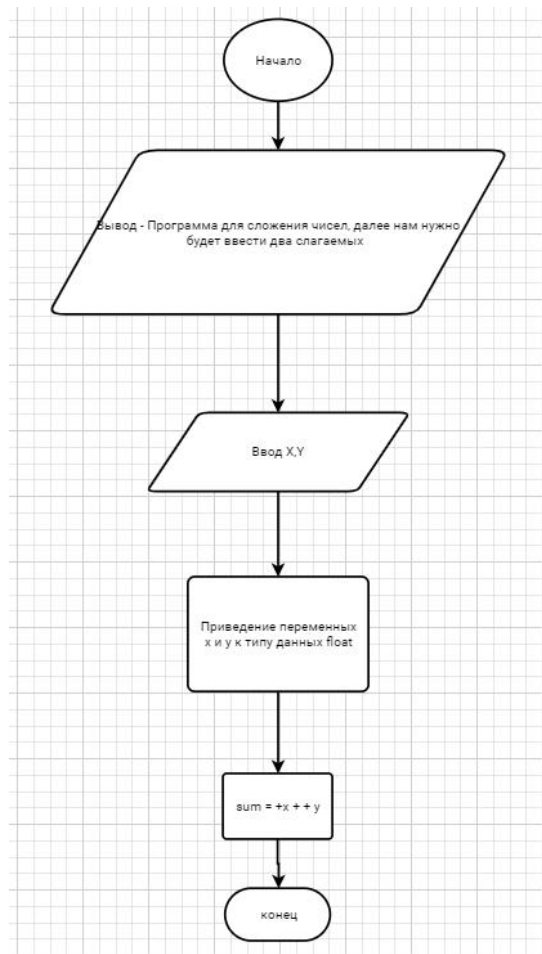 Начало
Вывод - Программа для сложения чисел, далее нам нужно
будет ввести два слагаемых
Ввод X,Y
Приведение переменных
x и y к типу данных float
sum = +x + + y
конец